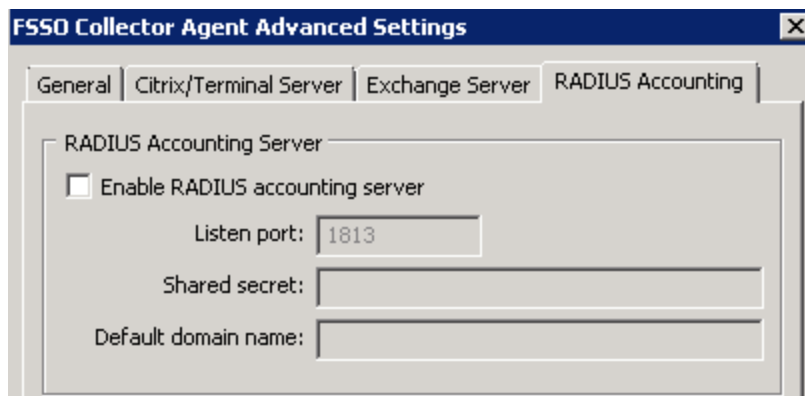 FSSO Collector Agent Advanced Settings
General Citrix/Terminal Server Exchange Server RADIUS Accounting
RADIUS Accounting Server
Enable RADIUS accounting server
Listen port: 1813
Shared secret:
Default domain name: